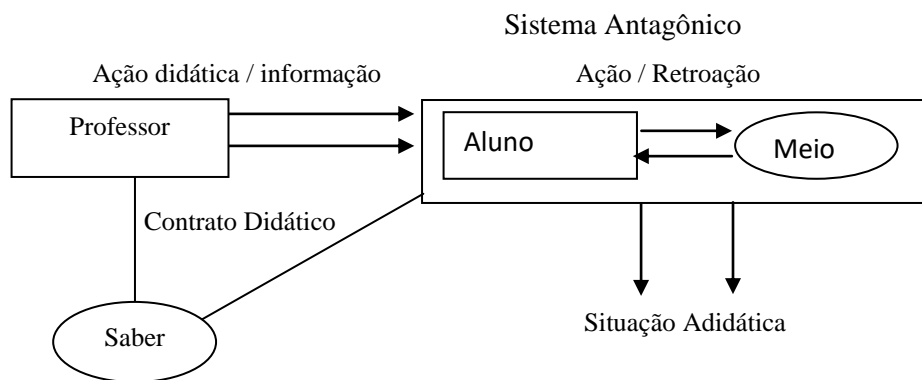 Sistema Antagônico
Ação didática / informação
Ação / Retroação
Professor
Aluno
Meio
Contrato Didático
Saber
Situação Adidática